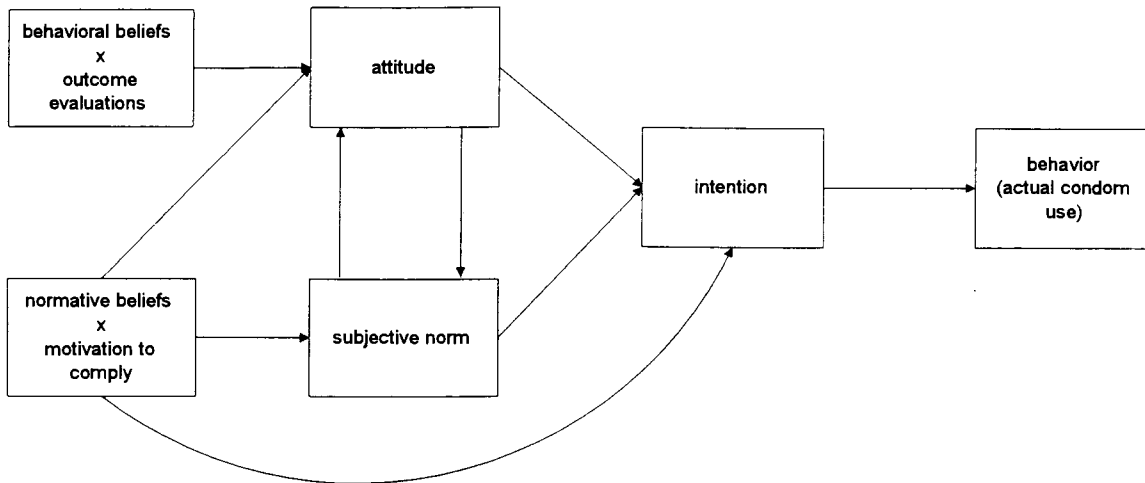 behavioral beliefs
x
outcome
evaluations
attitude
intention
behavior
(actual condom
use)
normative beliefs
x
motivation to
comply
subjective norm